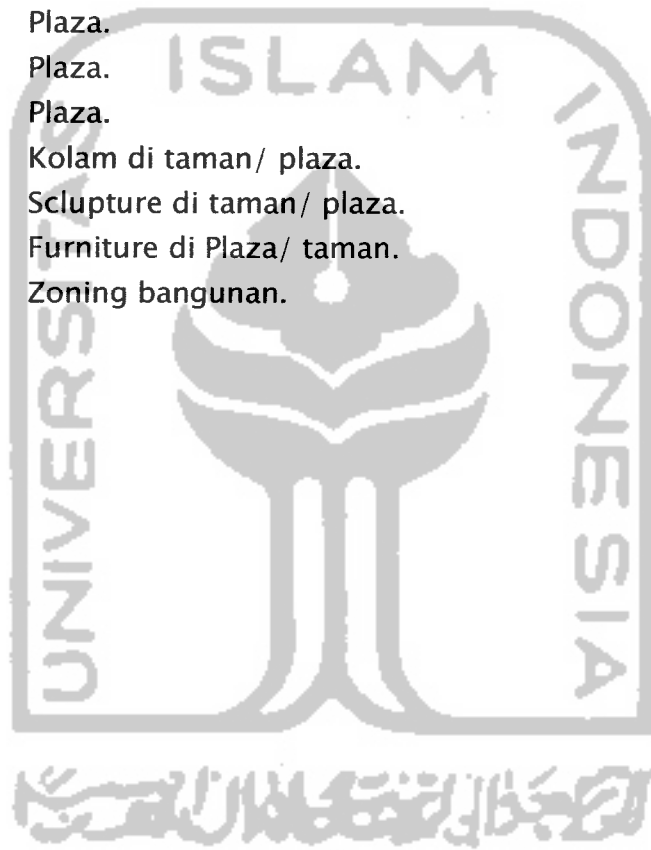 Plaza.
Plaza.
Plaza.
Kolam di taman/ plaza.
Sclupture di taman/ plaza.
Furniture di Plaza/ taman.
Zoning bangunan.
UNIVERSITAS
ISLAM
INDONESIA